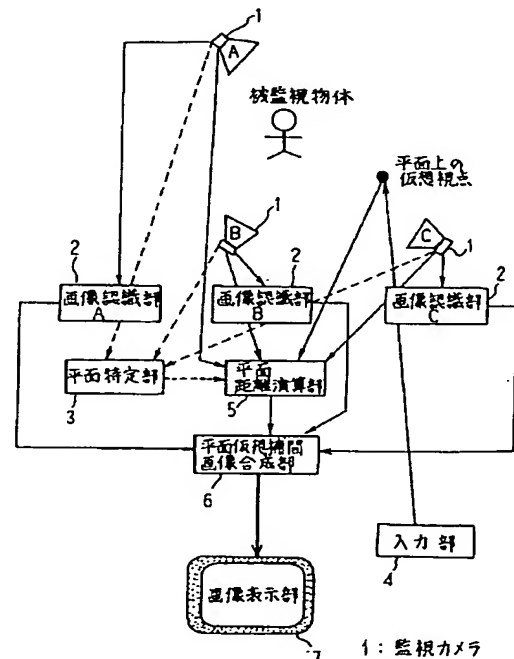 1
A
被監視物体
平面上の
仮想視点
1
B
C
1
2
画像認識部
A
2
画像認識部
B
2
画像認識部
C
平面特定部
3
平面
距離演算部
5
平面仮想補間
画像合成部
6
入力部
4
画像表示部
7
1: 監視カメラ